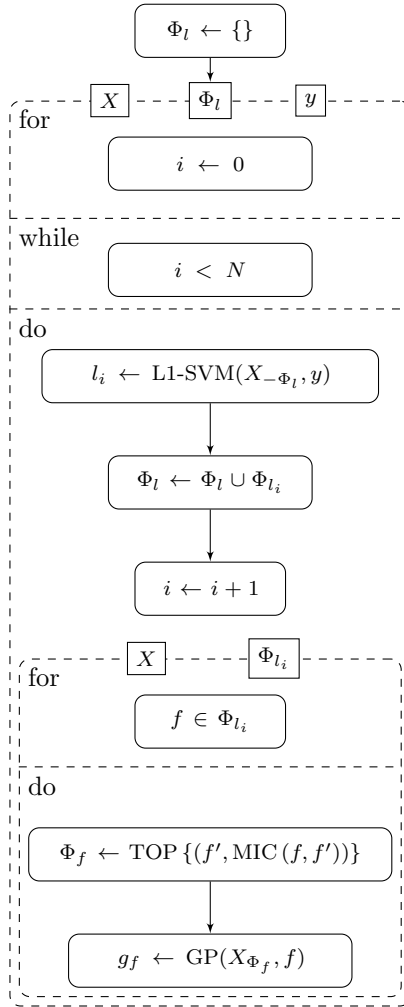 Φ_l ← {}
X Φ_l y
for
i ← 0
while
i < N
do
l_i ← L1-SVM(X_{−Φ_l}, y)
Φ_l ← Φ_l ∪ Φ_{l_i}
i ← i + 1
X Φ_{l_i}
for
f ∈ Φ_{l_i}
do
Φ_f ← TOP {(f′, MIC (f, f′))}
g_f ← GP(X_{Φ_f}, f)